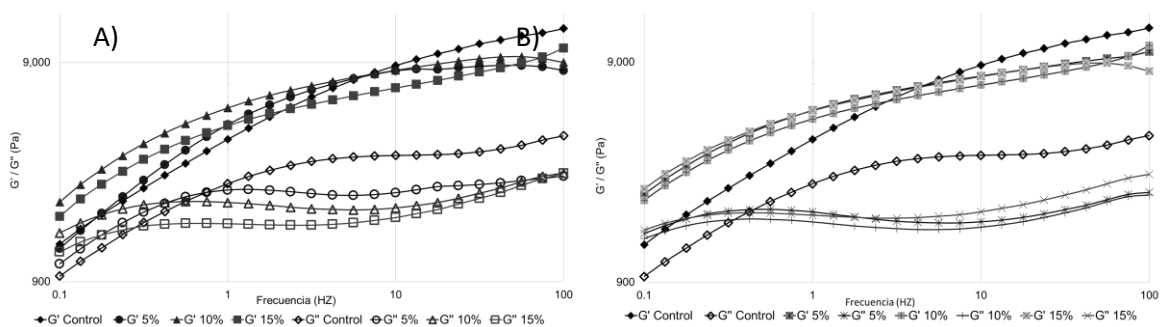 A)
9,000
G' / G'' (Pa)
900
0.1 1 10 100
Frecuencia (HZ)
G' Control G' 5% G' 10% G' 15% G'' Control G'' 5% G'' 10% G'' 15%
B)
9,000
G' / G'' (Pa)
900
0.1 1 10 100
Frecuencia (HZ)
G' Control G'' Control G' 5% G'' 5% G' 10% G'' 10% G' 15% G'' 15%